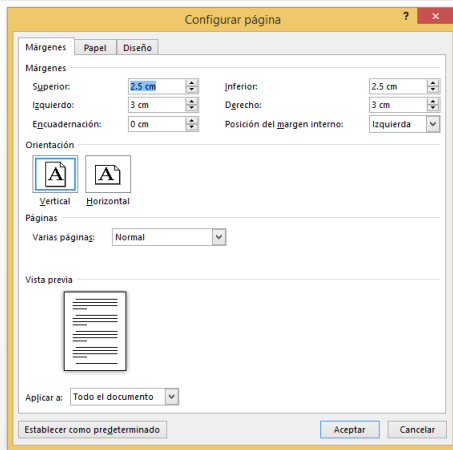 Configurar página
? ×
Márgenes Papel Diseño
Márgenes
Superior: 2.5 cm Inferior: 2.5 cm
Izquierdo: 3 cm Derecho: 3 cm
Encuadernación: 0 cm Posición del margen interno: Izquierda
Orientación
A A
Vertical Horizontal
Páginas
Varias páginas: Normal
Vista previa
Aplicar a: Todo el documento
Establecer como predeterminado Aceptar Cancelar